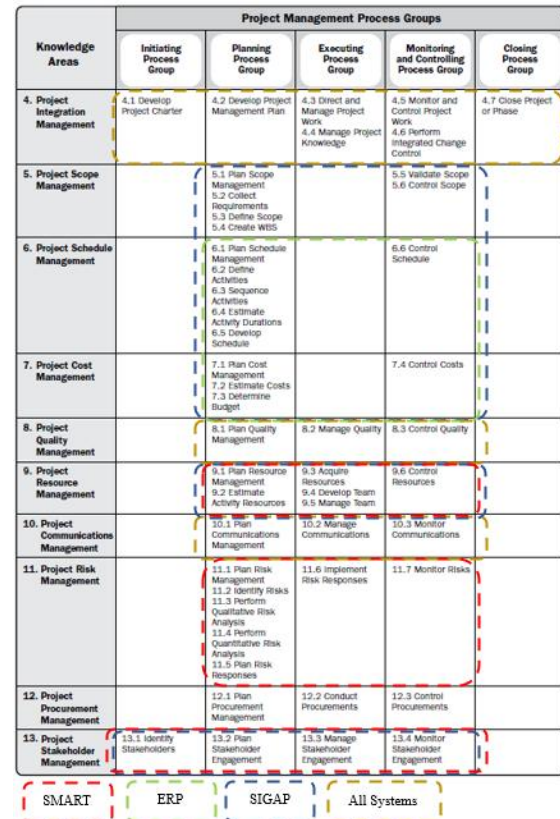 Project Management Process Groups
Knowledge
Areas
Initiating
Process
Group
Planning
Process
Group
Executing
Process
Group
Monitoring
and Controlling
Process Group
Closing
Process
Group
4. Project
Integration
Management
4.1 Develop
Project Charter
4.2 Develop Project
Management Plan
4.3 Direct and
Manage Project
Work
4.4 Manage Project
Knowledge
4.5 Monitor and
Control Project
Work
4.6 Perform
Integrated Change
Control
4.7 Close Project
or Phase
5. Project Scope
Management
5.1 Plan Scope
Management
5.2 Collect
Requirements
5.3 Define Scope
5.4 Create WBS
5.5 Validate Scope
5.6 Control Scope
6. Project Schedule
Management
6.1 Plan Schedule
Management
6.2 Define
Activities
6.3 Sequence
Activities
6.4 Estimate
Activity Durations
6.5 Develop
Schedule
6.6 Control
Schedule
7. Project Cost
Management
7.1 Plan Cost
Management
7.2 Estimate Costs
7.3 Determine
Budget
7.4 Control Costs
8. Project
Quality
Management
8.1 Plan Quality
Management
8.2 Manage Quality
8.3 Control Quality
9. Project
Resource
Management
9.1 Plan Resource
Management
9.2 Estimate
Activity Resources
9.3 Acquire
Resources
9.4 Develop Team
9.5 Manage Team
9.6 Control
Resources
10. Project
Communications
Management
10.1 Plan
Communications
Management
10.2 Manage
Communications
10.3 Monitor
Communications
11. Project Risk
Management
11.1 Plan Risk
Management
11.2 Identify Risks
11.3 Perform
Qualitative Risk
Analysis
11.4 Perform
Quantitative Risk
Analysis
11.5 Plan Risk
Responses
11.6 Implement
Risk Responses
11.7 Monitor Risks
12. Project
Procurement
Management
12.1 Plan
Procurement
Management
12.2 Conduct
Procurements
12.3 Control
Procurements
13. Project
Stakeholder
Management
13.1 Identify
Stakeholders
13.2 Plan
Stakeholder
Engagement
13.3 Manage
Stakeholder
Engagement
13.4 Monitor
Stakeholder
Engagement
SMART
ERP
SIGAP
All Systems